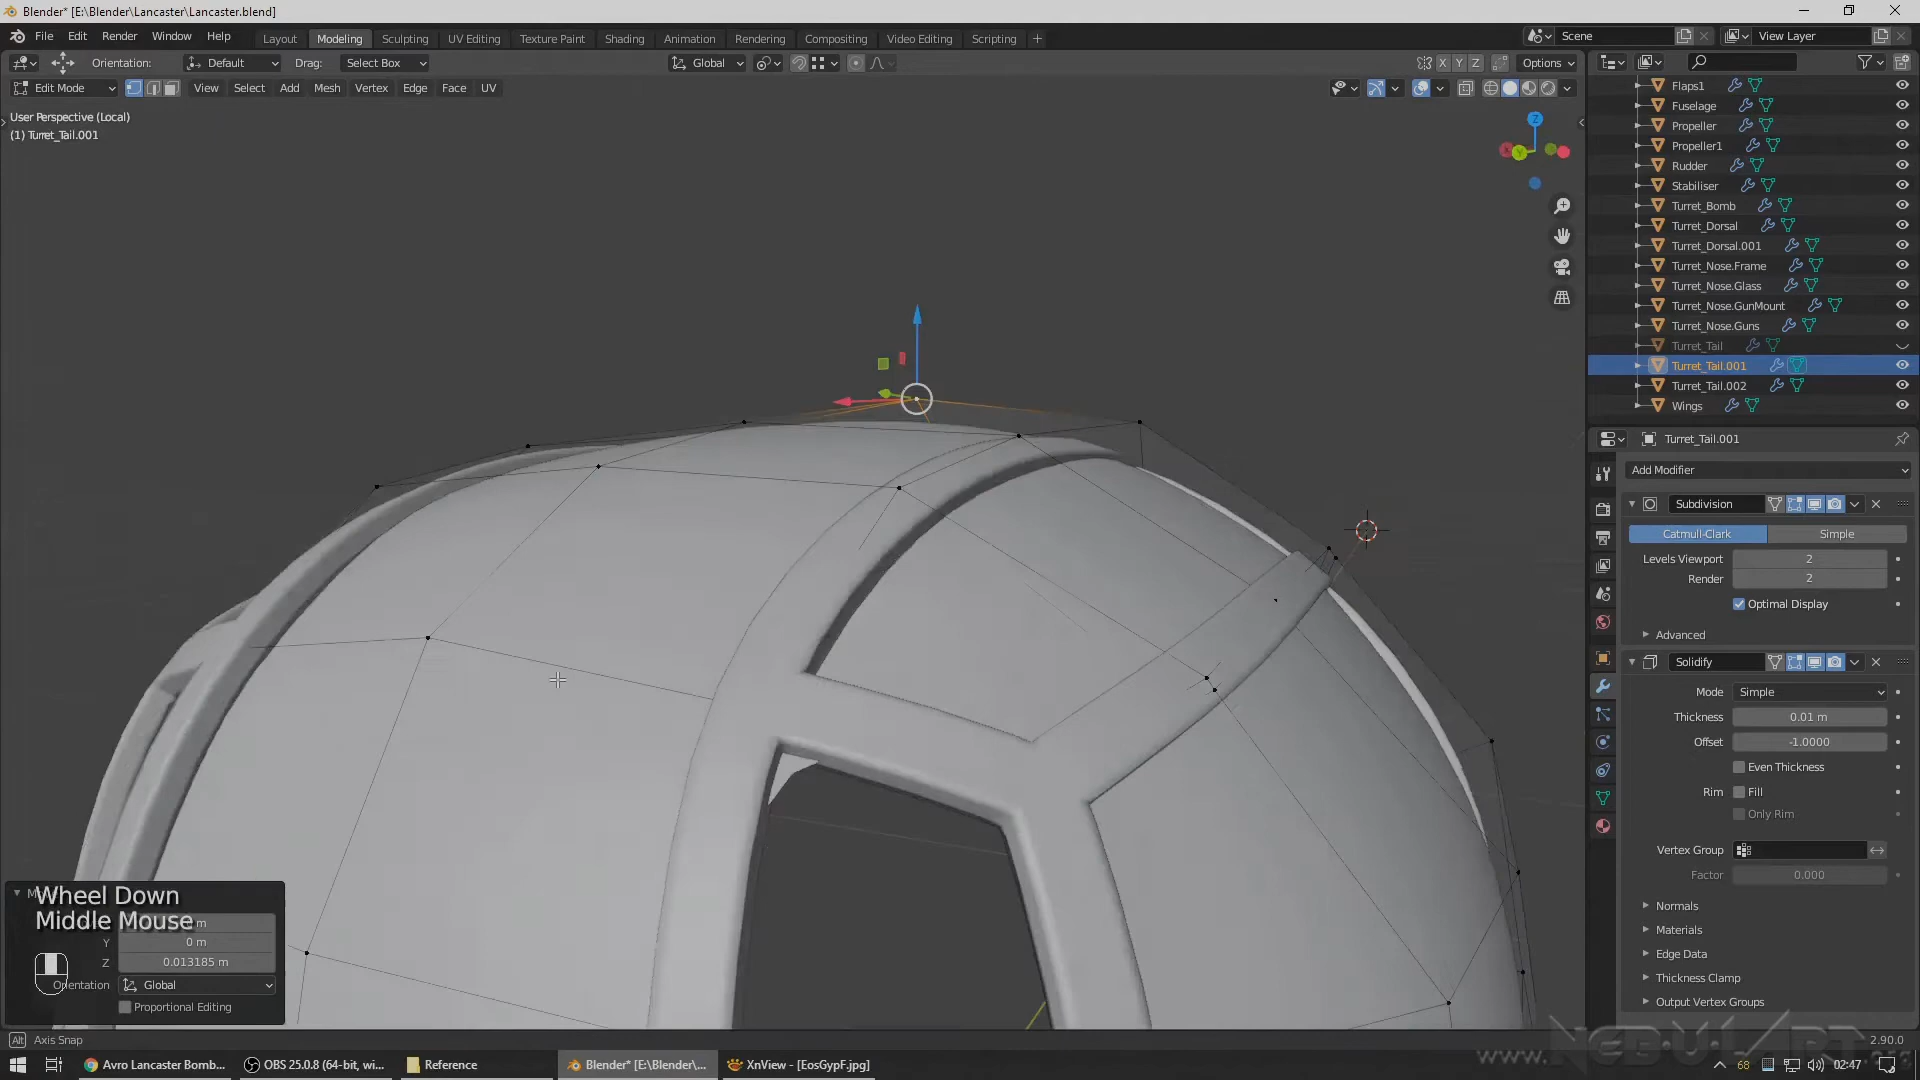 Blender* [E:\Blender\Lancaster\Lancaster.blend]
File Edit Render Window Help
Layout Modeling Sculpting UV Editing Texture Paint Shading Animation Rendering Compositing Video Editing Scripting +
Scene
View Layer
Orientation: Default Drag: Select Box
Global
X Y Z Options
Edit Mode View Select Add Mesh Vertex Edge Face UV
User Perspective (Local)
(1) Turret_Tail.001
Z
X
Y
Flaps1
Fuselage
Propeller
Propeller1
Rudder
Stabiliser
Turret_Bomb
Turret_Dorsal
Turret_Dorsal.001
Turret_Nose.Frame
Turret_Nose.Glass
Turret_Nose.GunMount
Turret_Nose.Guns
Turret_Tail
Turret_Tail.001
Turret_Tail.002
Wings
Turret_Tail.001
Add Modifier
Subdivision
Catmull-Clark Simple
Levels Viewport 2
Render 2
Optimal Display
Advanced
Solidify
Mode Simple
Thickness 0.01 m
Offset -1.0000
Even Thickness
Rim Fill
Only Rim
Vertex Group
Factor 0.000
Normals
Materials
Edge Data
Thickness Clamp
Output Vertex Groups
Wheel Down
Middle Mouse
Y 0 m
Z 0.013185 m
Orientation Global
Proportional Editing
Alt Axis Snap
2.90.0
Avro Lancaster Bomb...
OBS 25.0.8 (64-bit, wi...
Reference
Blender* [E:\Blender\...
XnView - [EosGypF.jpg]
68
02:47